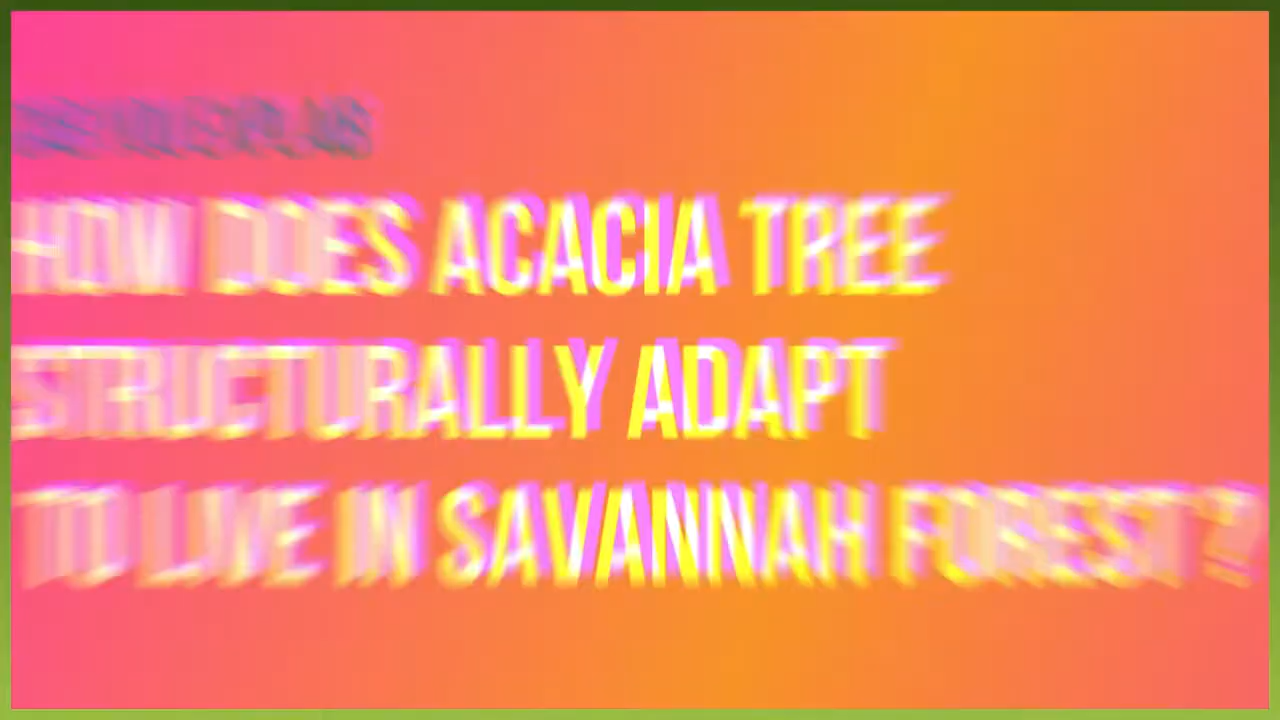 HOW DOES ACACIA TREE
STRUCTURALLY ADAPT
TO LIVE IN SAVANNAH FOREST?